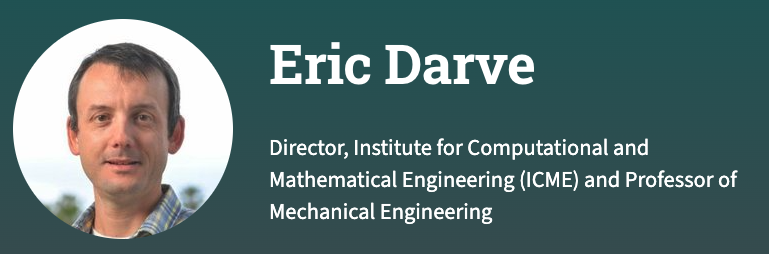 Eric Darve
Director, Institute for Computational and
Mathematical Engineering (ICME) and Professor of
Mechanical Engineering